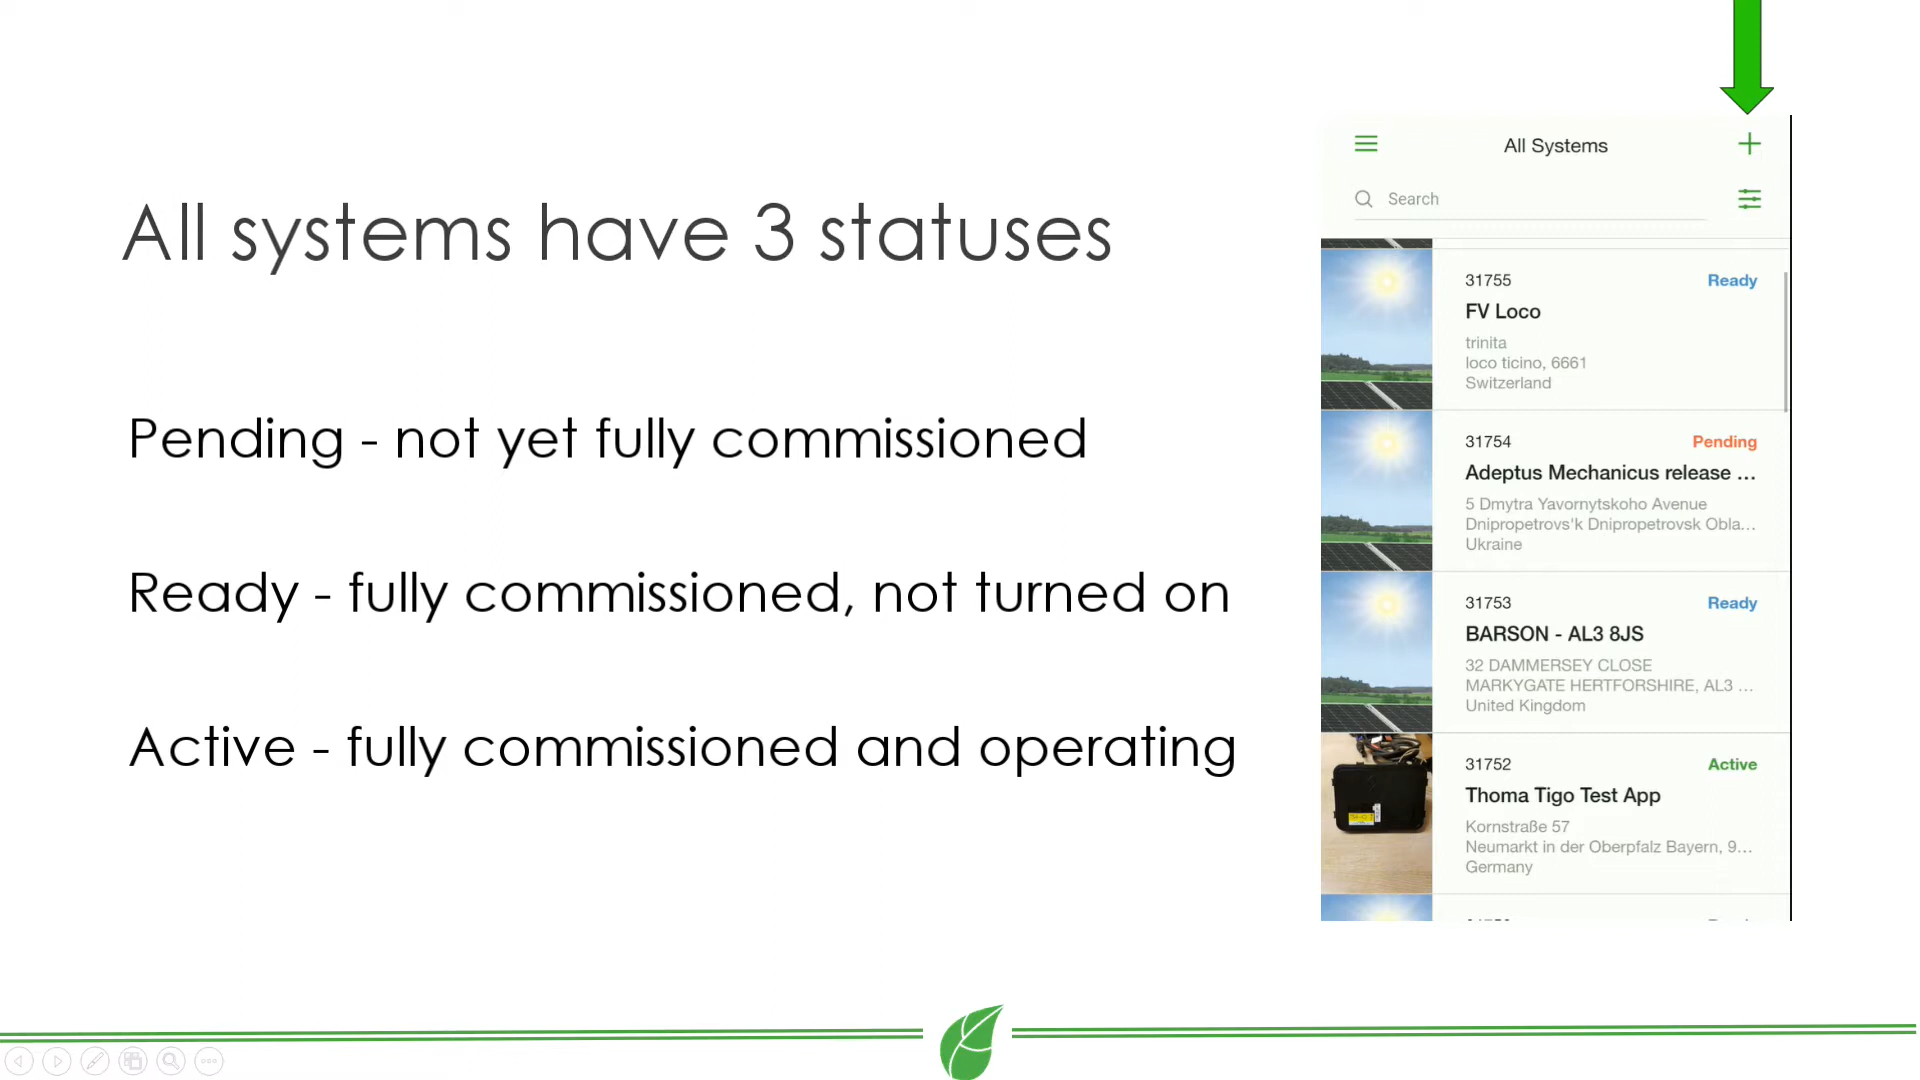 All systems have 3 statuses
Pending - not yet fully commissioned
Ready - fully commissioned, not turned on
Active - fully commissioned and operating
All Systems
Search
31755
Ready
FV Loco
trinita
loco ticino, 6661
Switzerland
31754
Pending
Adeptus Mechanicus release ...
5 Dmytra Yavornytskoho Avenue
Dnipropetrovs'k Dnipropetrovsk Obla...
Ukraine
31753
Ready
BARSON - AL3 8JS
32 DAMMERSEY CLOSE
MARKYGATE HERTFORSHIRE, AL3 ...
United Kingdom
31752
Active
Thoma Tigo Test App
Kornstraße 57
Neumarkt in der Oberpfalz Bayern, 9...
Germany